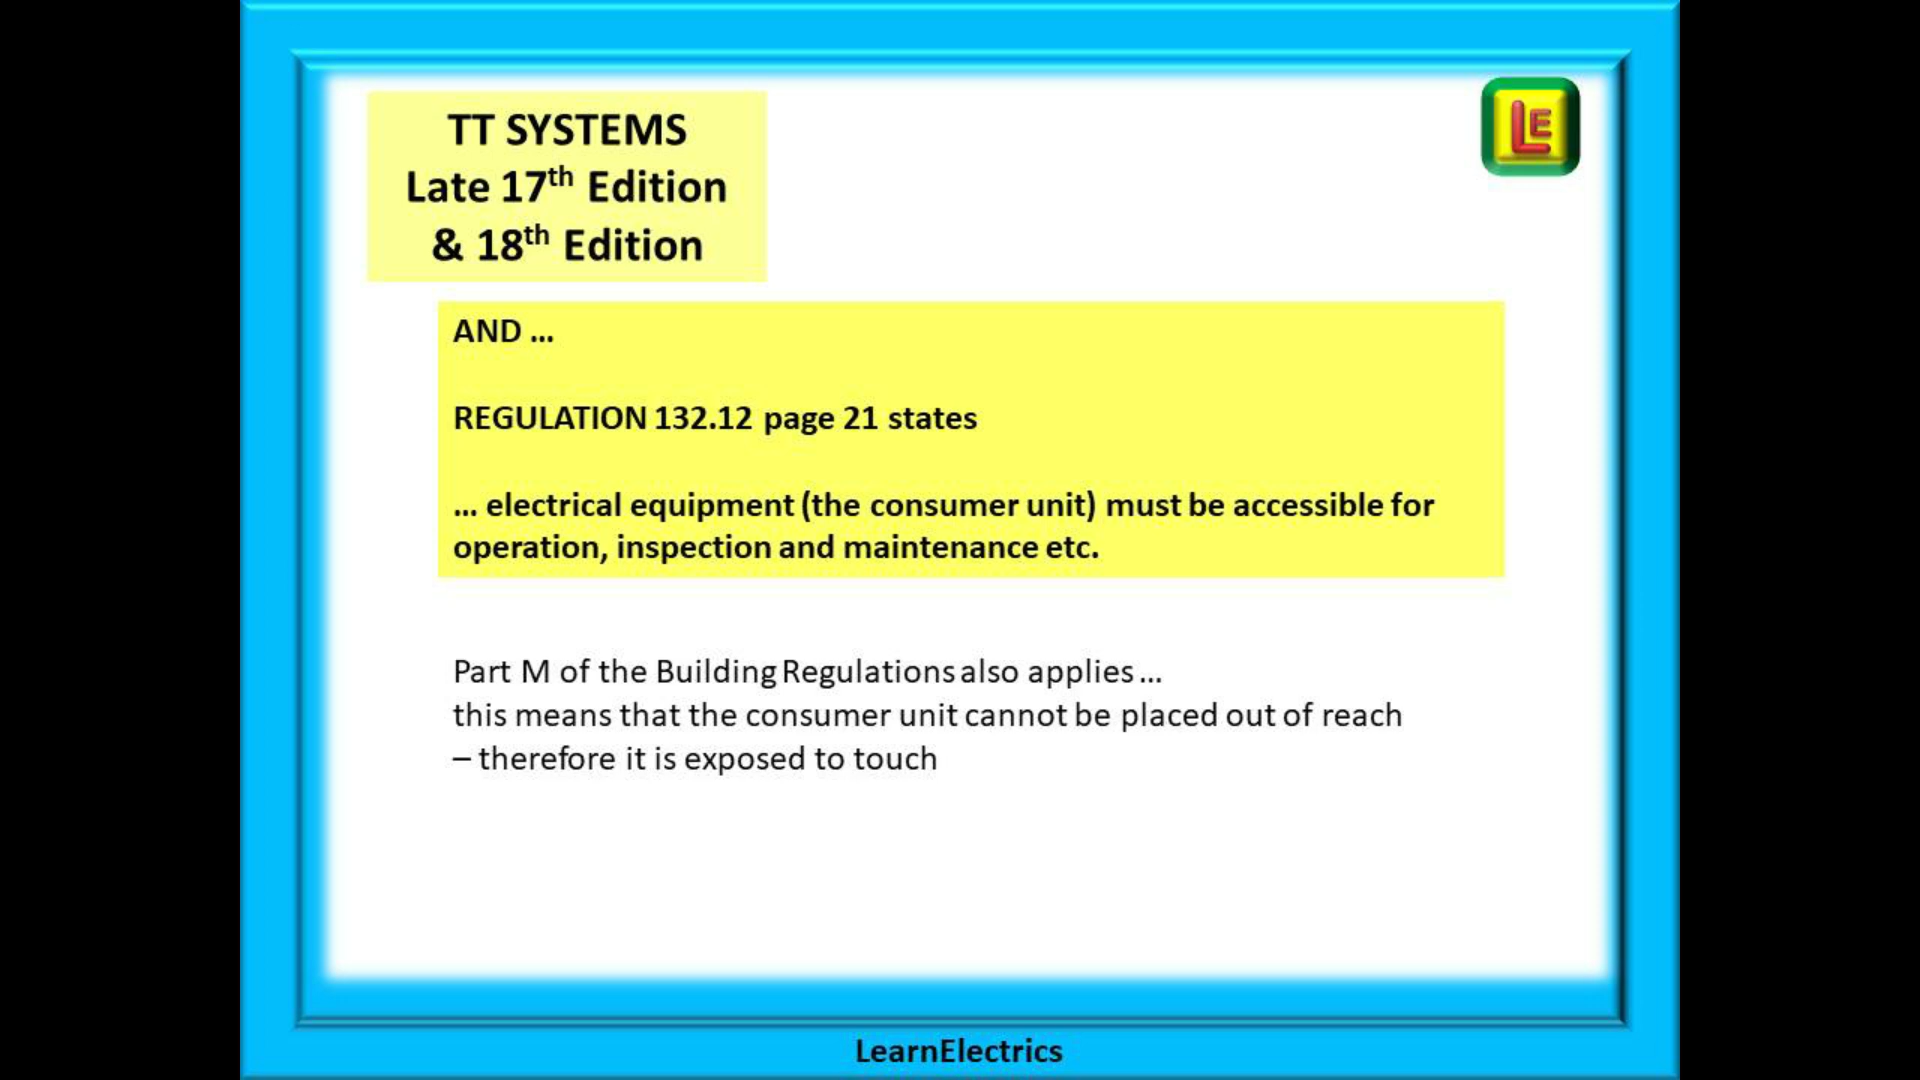 TT SYSTEMS
Late 17th Edition
& 18th Edition
LE
AND ...
REGULATION 132.12 page 21 states
... electrical equipment (the consumer unit) must be accessible for
operation, inspection and maintenance etc.
Part M of the Building Regulations also applies ...
this means that the consumer unit cannot be placed out of reach
– therefore it is exposed to touch
LearnElectrics